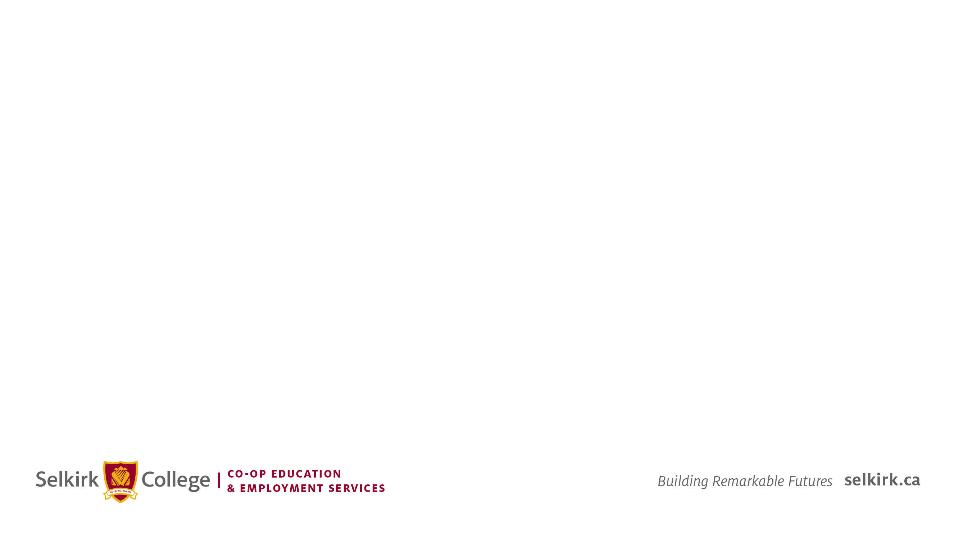 Selkirk College
CO-OP EDUCATION
& EMPLOYMENT SERVICES
Building Remarkable Futures selkirk.ca